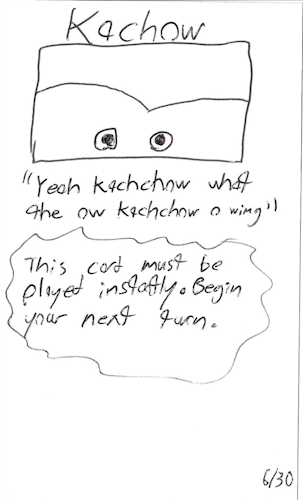 Kachow
"Yeah Kachchow what
the ow Kachchow o wing"
This card must be
played instatly. Begin
your next turn.
6/30